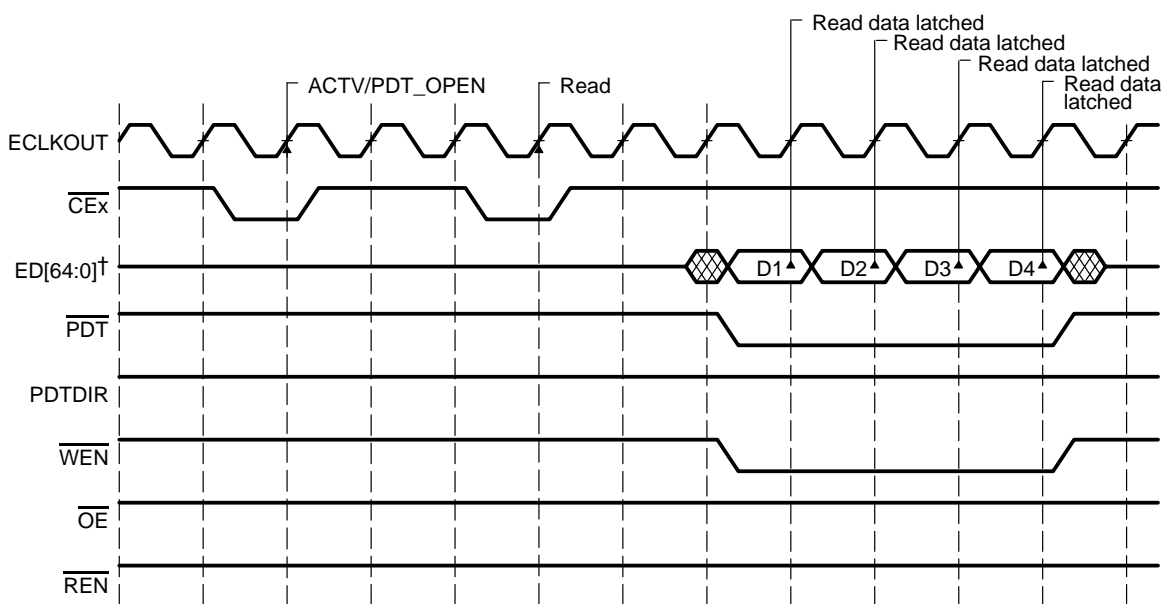 Read data latched
Read data latched
Read data latched
Read data
latched
ACTV/PDT_OPEN
Read
ECLKOUT
CEx
ED[64:0]†
D1
D2
D3
D4
PDT
PDTDIR
WEN
OE
REN